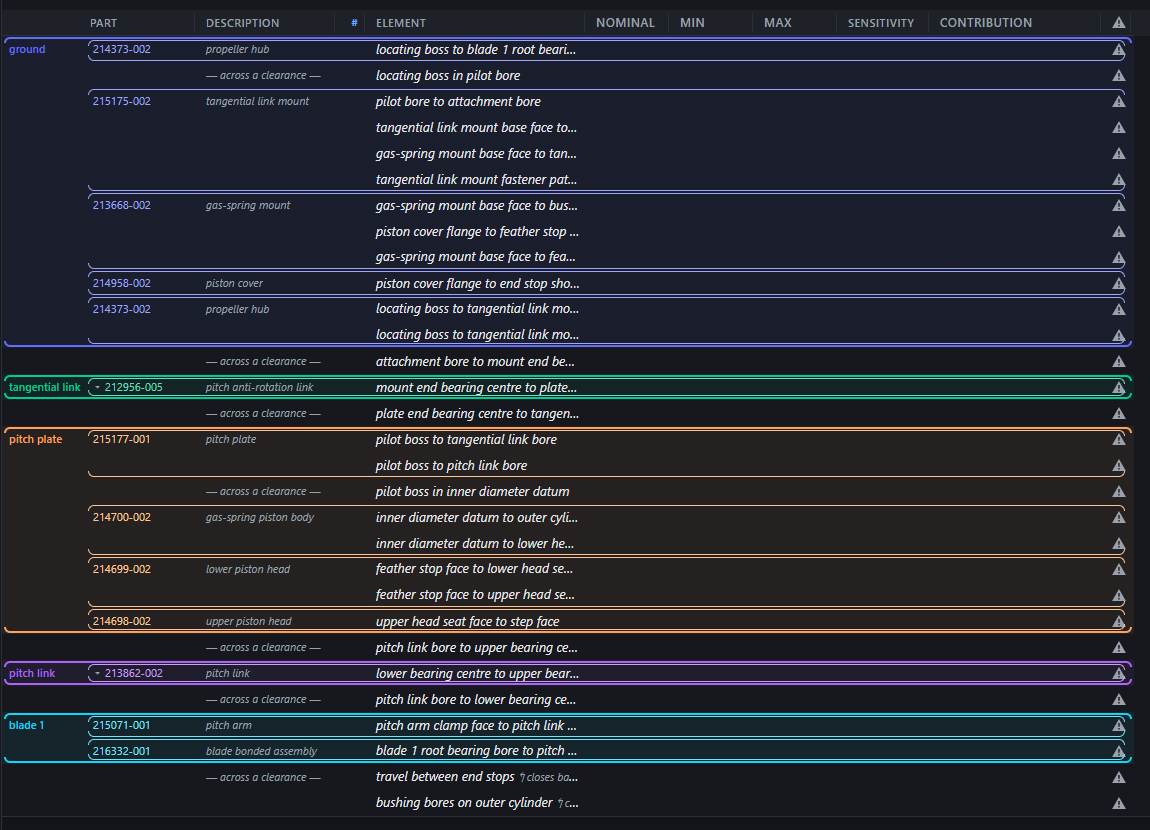 PART DESCRIPTION # ELEMENT NOMINAL MIN MAX SENSITIVITY CONTRIBUTION
ground 214373-002 propeller hub locating boss to blade 1 root beari...
— across a clearance — locating boss in pilot bore
215175-002 tangential link mount pilot bore to attachment bore
tangential link mount base face to...
gas-spring mount base face to tan...
tangential link mount fastener pat...
213668-002 gas-spring mount gas-spring mount base face to bus...
piston cover flange to feather stop ...
gas-spring mount base face to fea...
214958-002 piston cover piston cover flange to end stop sho...
214373-002 propeller hub locating boss to tangential link mo...
locating boss to tangential link mo...
— across a clearance — attachment bore to mount end be...
tangential link 212956-005 pitch anti-rotation link mount end bearing centre to plate...
— across a clearance — plate end bearing centre to tangen...
pitch plate 215177-001 pitch plate pilot boss to tangential link bore
pilot boss to pitch link bore
— across a clearance — pilot boss in inner diameter datum
214700-002 gas-spring piston body inner diameter datum to outer cyli...
inner diameter datum to lower he...
214699-002 lower piston head feather stop face to lower head se...
feather stop face to upper head se...
214698-002 upper piston head upper head seat face to step face
— across a clearance — pitch link bore to upper bearing ce...
pitch link 213862-002 pitch link lower bearing centre to upper bear...
— across a clearance — pitch link bore to lower bearing ce...
blade 1 215071-001 pitch arm pitch arm clamp face to pitch link ...
216332-001 blade bonded assembly blade 1 root bearing bore to pitch ...
— across a clearance — travel between end stops ↰closes ba...
bushing bores on outer cylinder ↰c...